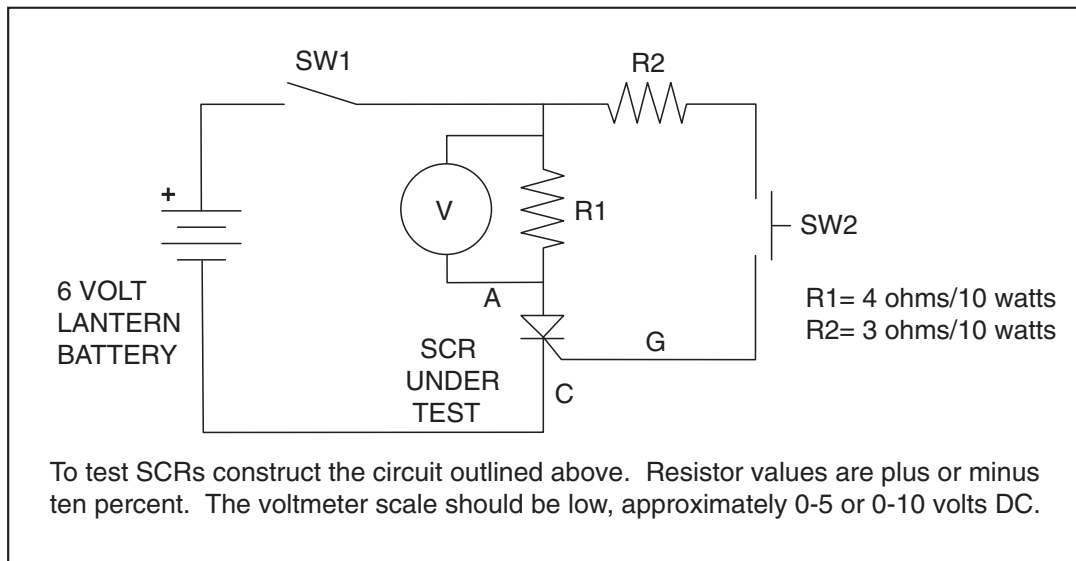 SW1
R2
+
V
R1
SW2
6 VOLT
LANTERN
BATTERY
A
R1= 4 ohms/10 watts
R2= 3 ohms/10 watts
SCR
UNDER
TEST
G
C
To test SCRs construct the circuit outlined above. Resistor values are plus or minus
ten percent. The voltmeter scale should be low, approximately 0-5 or 0-10 volts DC.